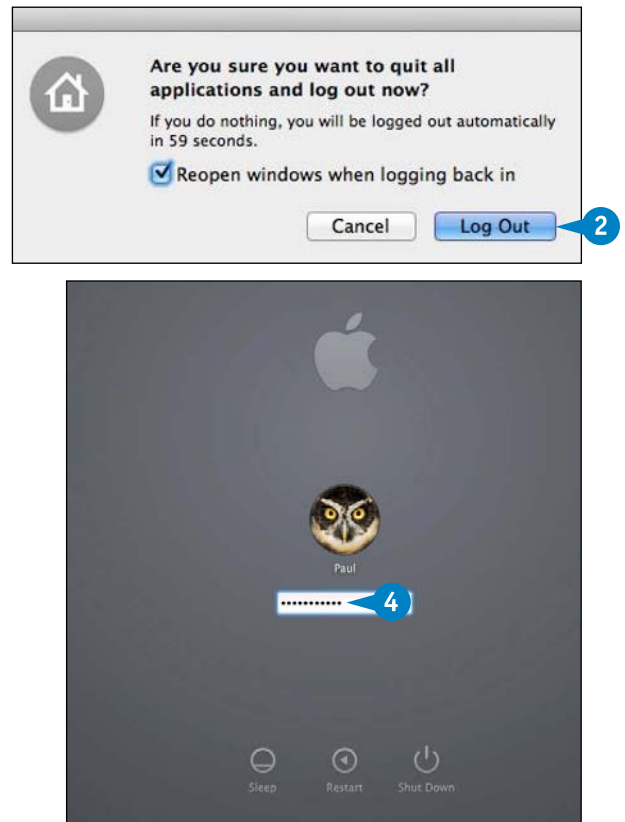 Are you sure you want to quit all
applications and log out now?
If you do nothing, you will be logged out automatically
in 59 seconds.
Reopen windows when logging back in
Cancel
Log Out
2
Paul
•••••••••••
4
Sleep
Restart
Shut Down